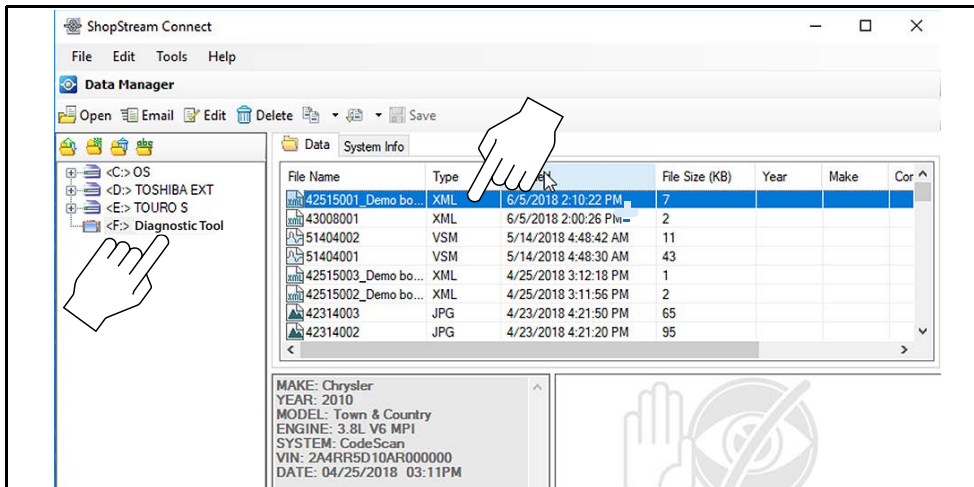 ShopStream Connect
File Edit Tools Help
Data Manager
Open Email Edit Delete Save
abc
Data System Info
<C:> OS
<D:> TOSHIBA EXT
<E:> TOURO S
<F:> Diagnostic Tool
File Name Type File Size (KB) Year Make Cor
42515001_Demo bo... XML 6/5/2018 2:10:22 PM 7
43008001 XML 6/5/2018 2:00:26 PM 2
51404002 VSM 5/14/2018 4:48:42 AM 11
51404001 VSM 5/14/2018 4:48:30 AM 43
42515003_Demo bo... XML 4/25/2018 3:12:18 PM 1
42515002_Demo bo... XML 4/25/2018 3:11:56 PM 2
42314003 JPG 4/23/2018 4:21:50 PM 65
42314002 JPG 4/23/2018 4:21:20 PM 95
MAKE: Chrysler
YEAR: 2010
MODEL: Town & Country
ENGINE: 3.8L V6 MPI
SYSTEM: CodeScan
VIN: 2A4RR5D10AR000000
DATE: 04/25/2018 03:11PM